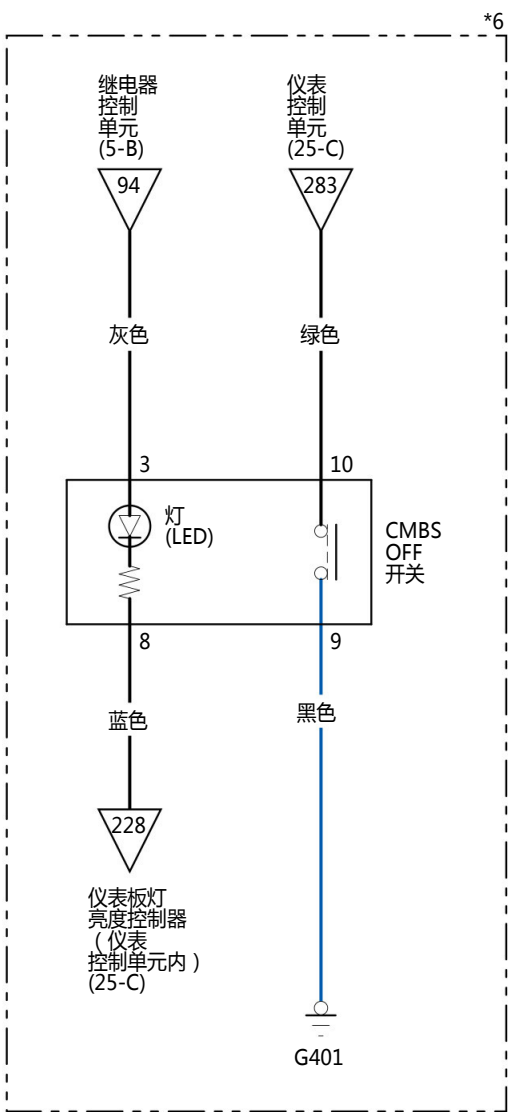 *6
继电器
控制
单元
(5-B)
仪表
控制
单元
(25-C)
94
283
灰色
绿色
3
10
灯
(LED)
CMBS
OFF
开关
8
9
蓝色
黑色
228
仪表板灯
亮度控制器
（仪表
控制单元内）
(25-C)
G401